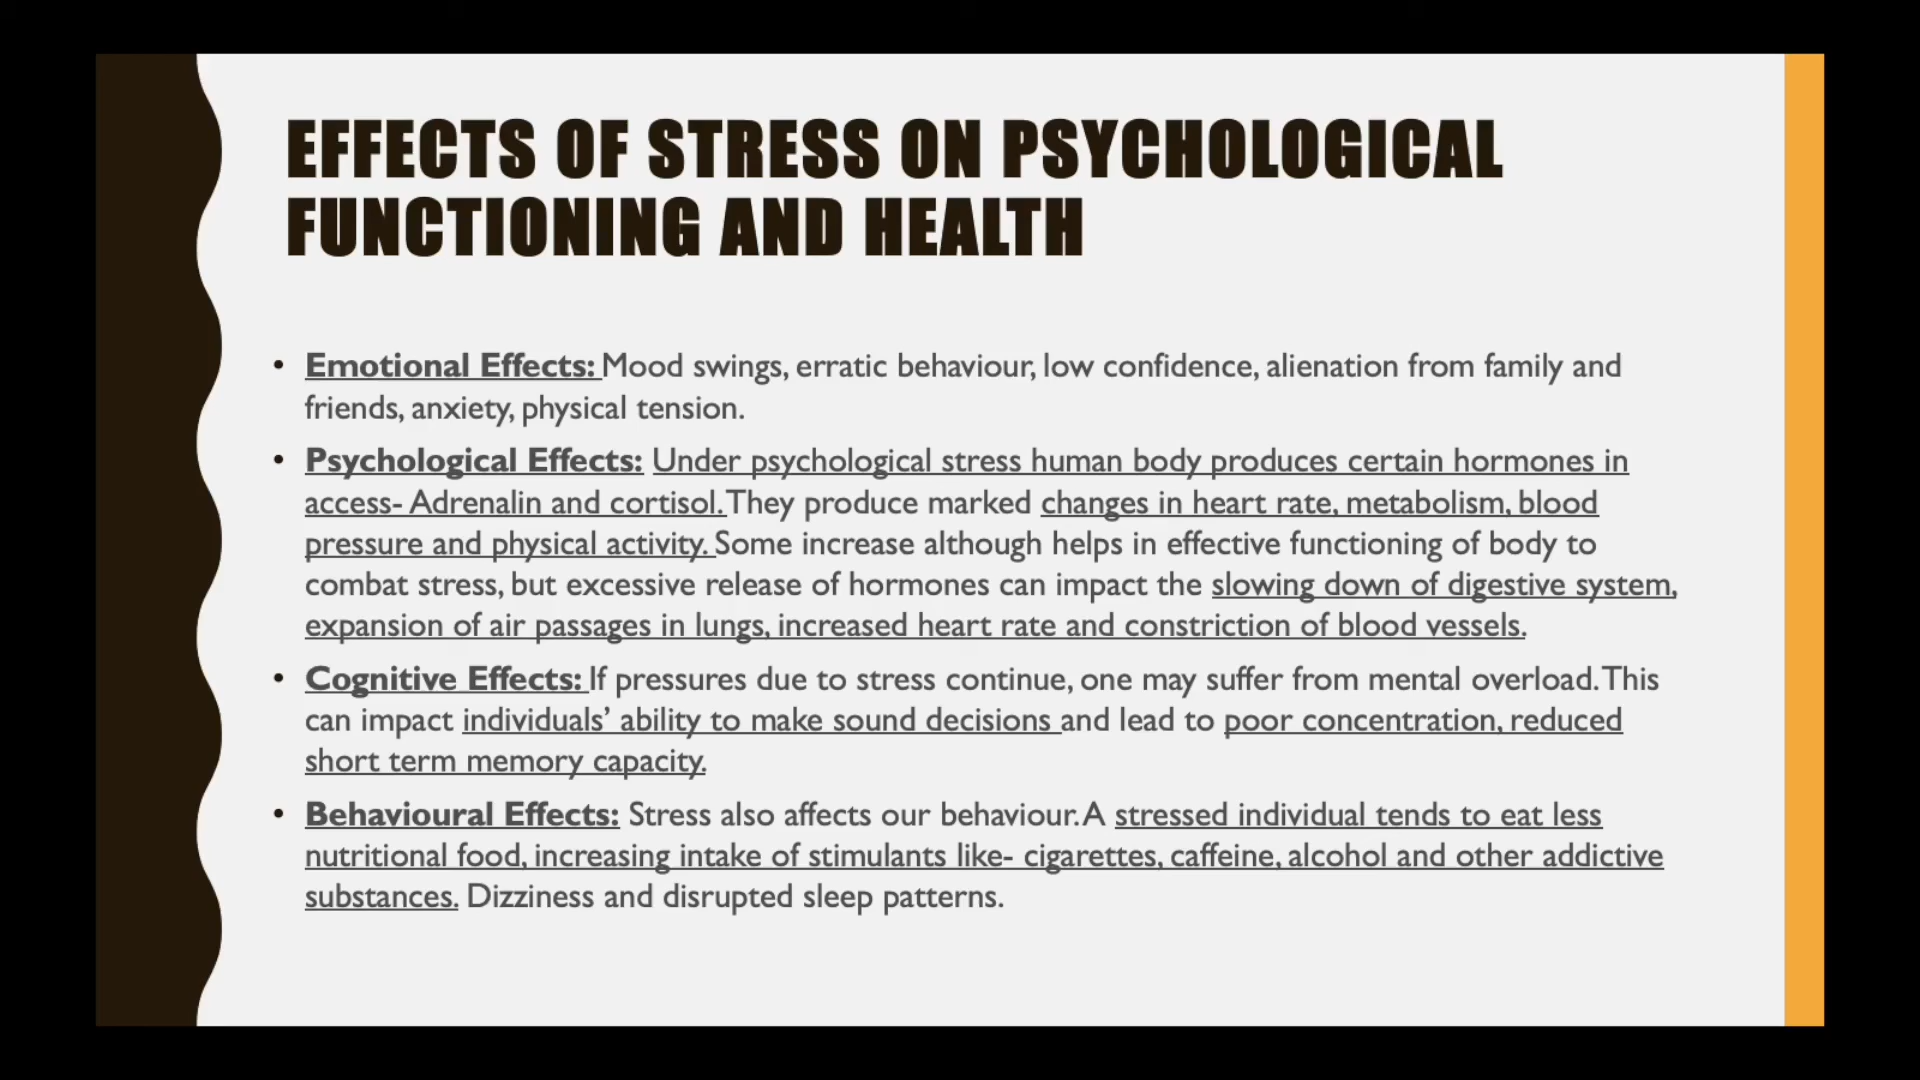 EFFECTS OF STRESS ON PSYCHOLOGICAL
FUNCTIONING AND HEALTH
• Emotional Effects: Mood swings, erratic behaviour, low confidence, alienation from family and
friends, anxiety, physical tension.
• Psychological Effects: Under psychological stress human body produces certain hormones in
access- Adrenalin and cortisol. They produce marked changes in heart rate, metabolism, blood
pressure and physical activity. Some increase although helps in effective functioning of body to
combat stress, but excessive release of hormones can impact the slowing down of digestive system,
expansion of air passages in lungs, increased heart rate and constriction of blood vessels.
• Cognitive Effects: If pressures due to stress continue, one may suffer from mental overload. This
can impact individuals’ ability to make sound decisions and lead to poor concentration, reduced
short term memory capacity.
• Behavioural Effects: Stress also affects our behaviour. A stressed individual tends to eat less
nutritional food, increasing intake of stimulants like- cigarettes, caffeine, alcohol and other addictive
substances. Dizziness and disrupted sleep patterns.